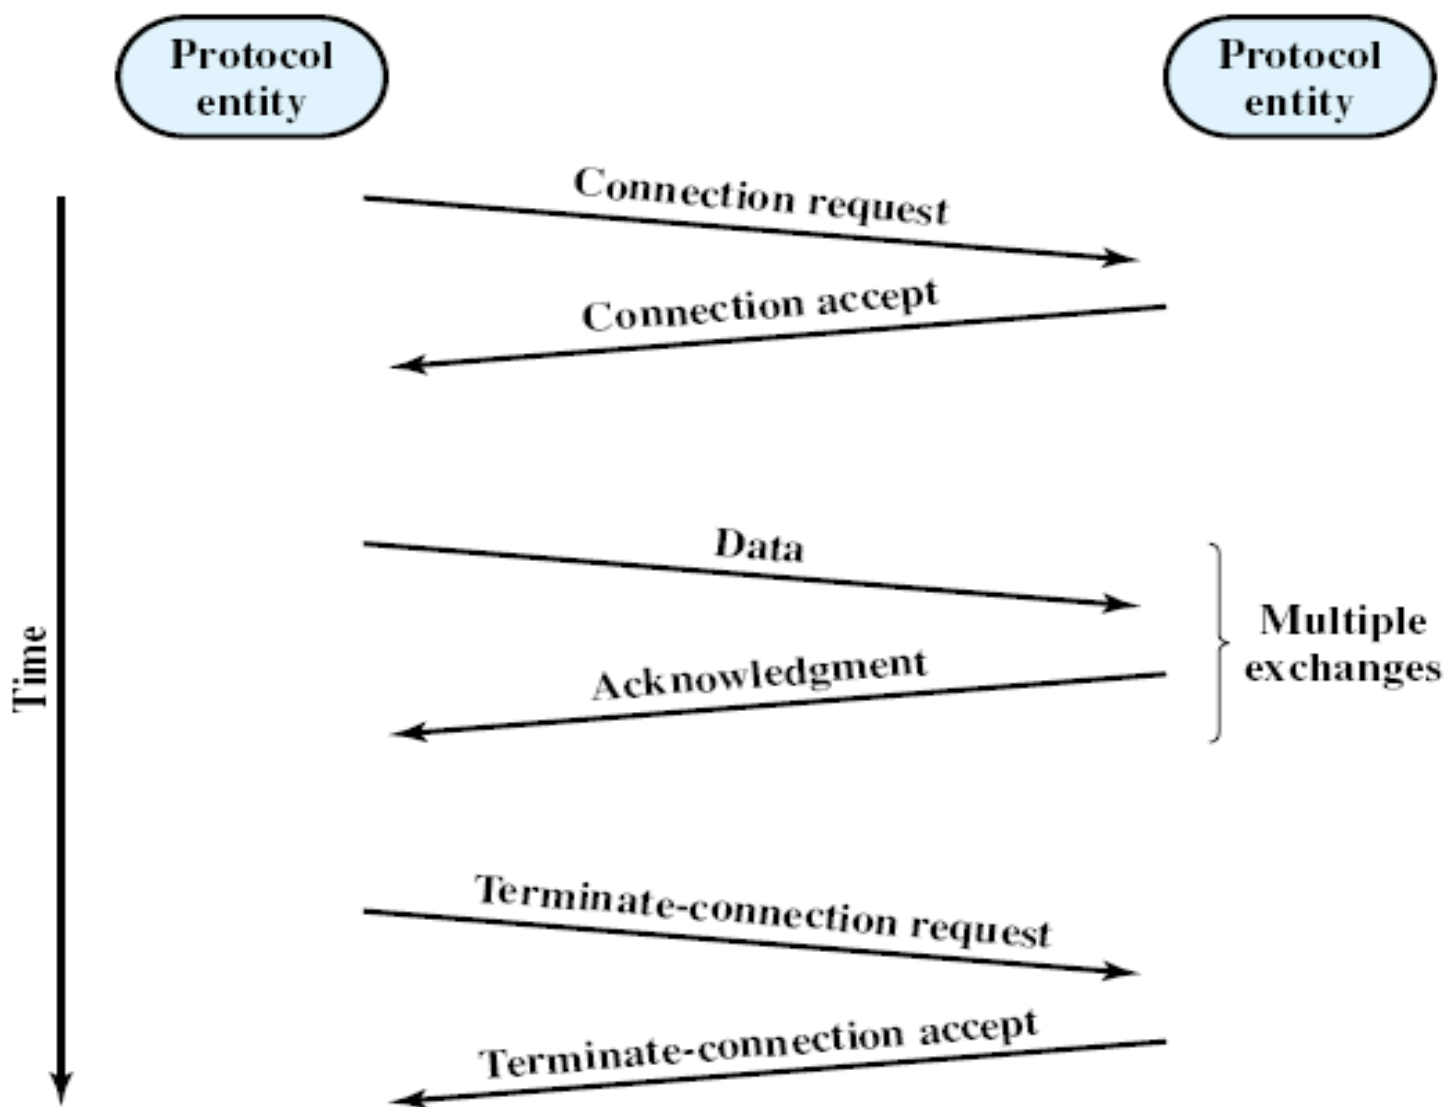 Protocol
entity
Protocol
entity
Connection request
Connection accept
Data
Multiple
exchanges
Time
Acknowledgment
Terminate-connection request
Terminate-connection accept